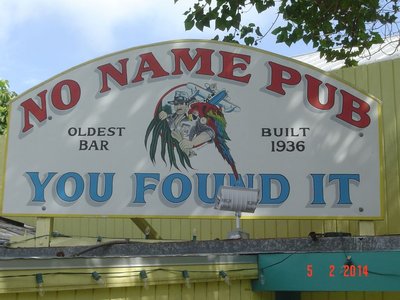 NO NAME PUB
OLDEST BAR
BUILT 1936
YOU FOUND IT
5 2 2014